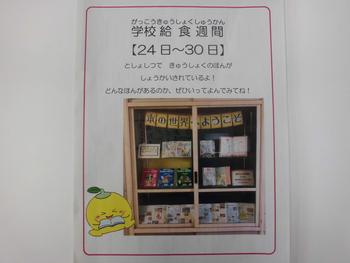 がっこうきゅうしょくしゅうかん
学校給食週間
【24日～30日】
としょしつで　きゅうしょくのほんが
しょうかいされているよ！
どんなほんがあるのか、ぜひいってよんでみてね！
本の世界へようこそ